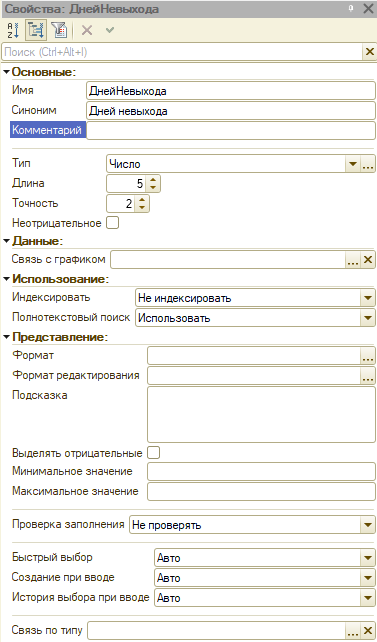 Свойства: ДнейНевыхода
Поиск (Ctrl+Alt+I)
Основные:
Имя ДнейНевыхода
Синоним Дней невыхода
Комментарий
Тип Число
Длина 5
Точность 2
Неотрицательное
Данные:
Связь с графиком
Использование:
Индексировать Не индексировать
Полнотекстовый поиск Использовать
Представление:
Формат
Формат редактирования
Подсказка
Выделять отрицательные
Минимальное значение
Максимальное значение
Проверка заполнения Не проверять
Быстрый выбор Авто
Создание при вводе Авто
История выбора при вводе Авто
Связь по типу